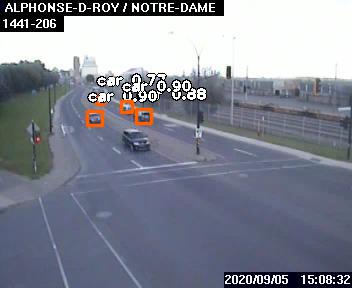 ALPHONSE-D-ROY / NOTRE-DAME
1441-206
car 0.77
car 0.90
car 0.90
0.88
2020/09/05 15:08:32